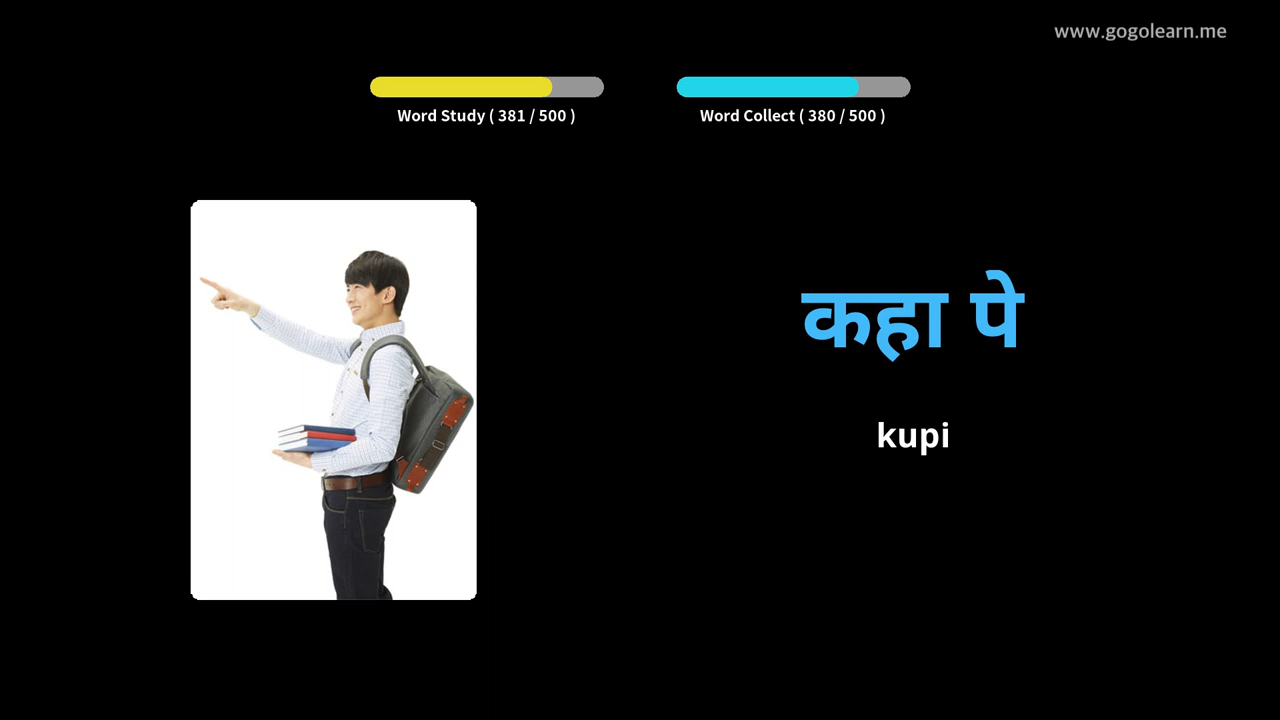 www.gogolearn.me
Word Study ( 381 / 500 )
Word Collect ( 380 / 500 )
कहा पे
kupi